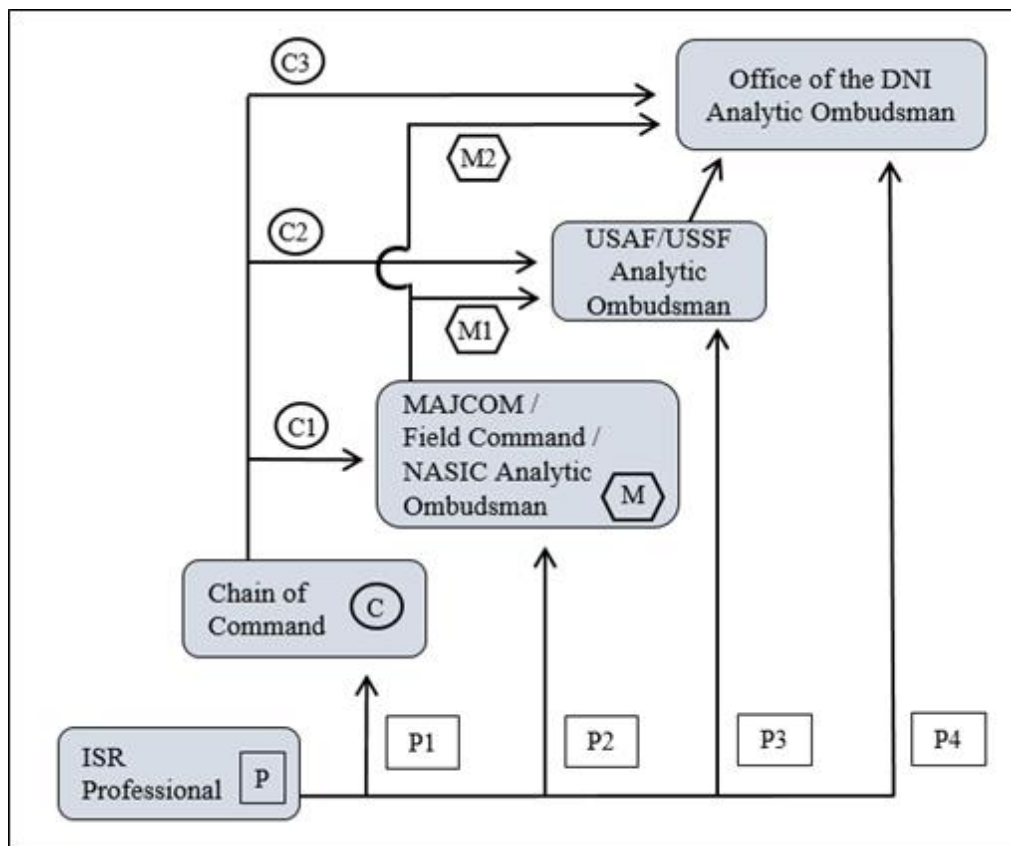 C3
Office of the DNI
Analytic Ombudsman
M2
C2
USAF/USSF
Analytic
Ombudsman
M1
MAJCOM /
Field Command /
NASIC Analytic
Ombudsman
M
C1
Chain of
Command
C
P1
P2
P3
P4
ISR
Professional
P